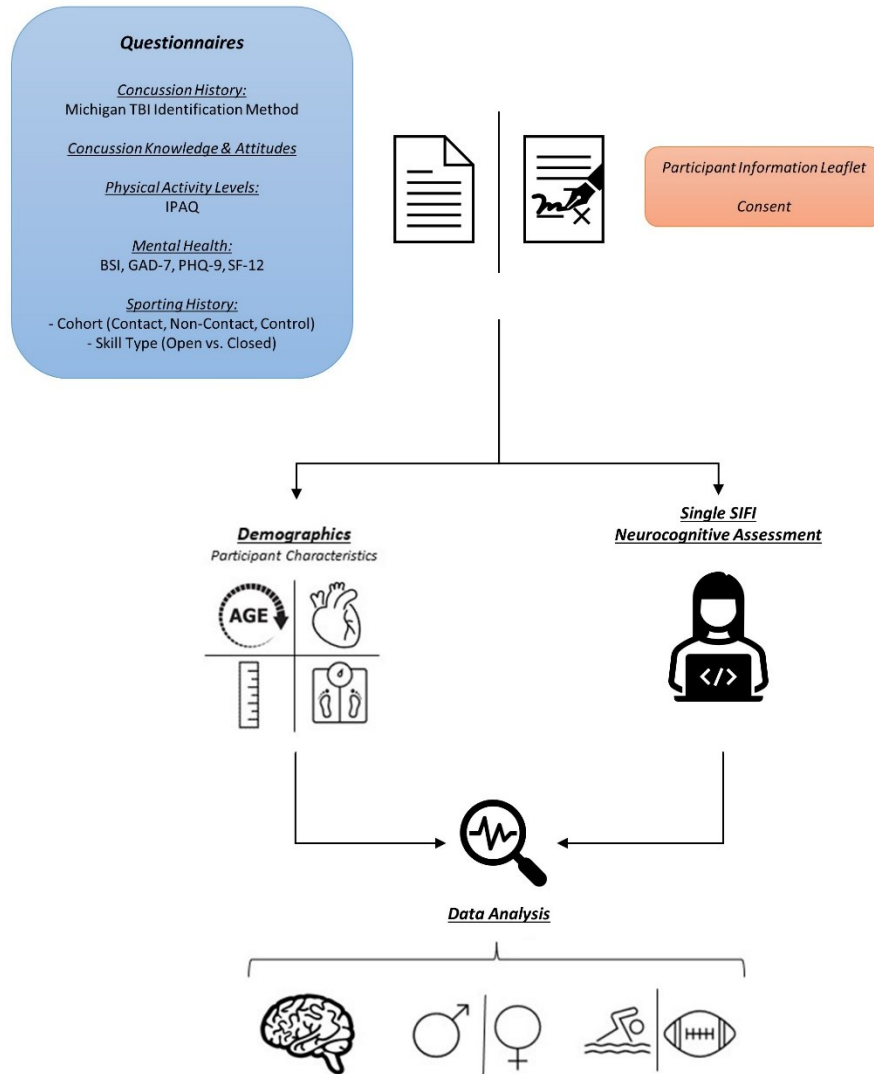 Questionnaires
Concussion History:
Michigan TBI Identification Method
Concussion Knowledge & Attitudes
Physical Activity Levels:
IPAQ
Mental Health:
BSI, GAD-7, PHQ-9, SF-12
Sporting History:
- Cohort (Contact, Non-Contact, Control)
- Skill Type (Open vs. Closed)
Participant Information Leaflet
Consent
Demographics
Participant Characteristics
AGE
Single SIFI
Neurocognitive Assessment
</>
Data Analysis